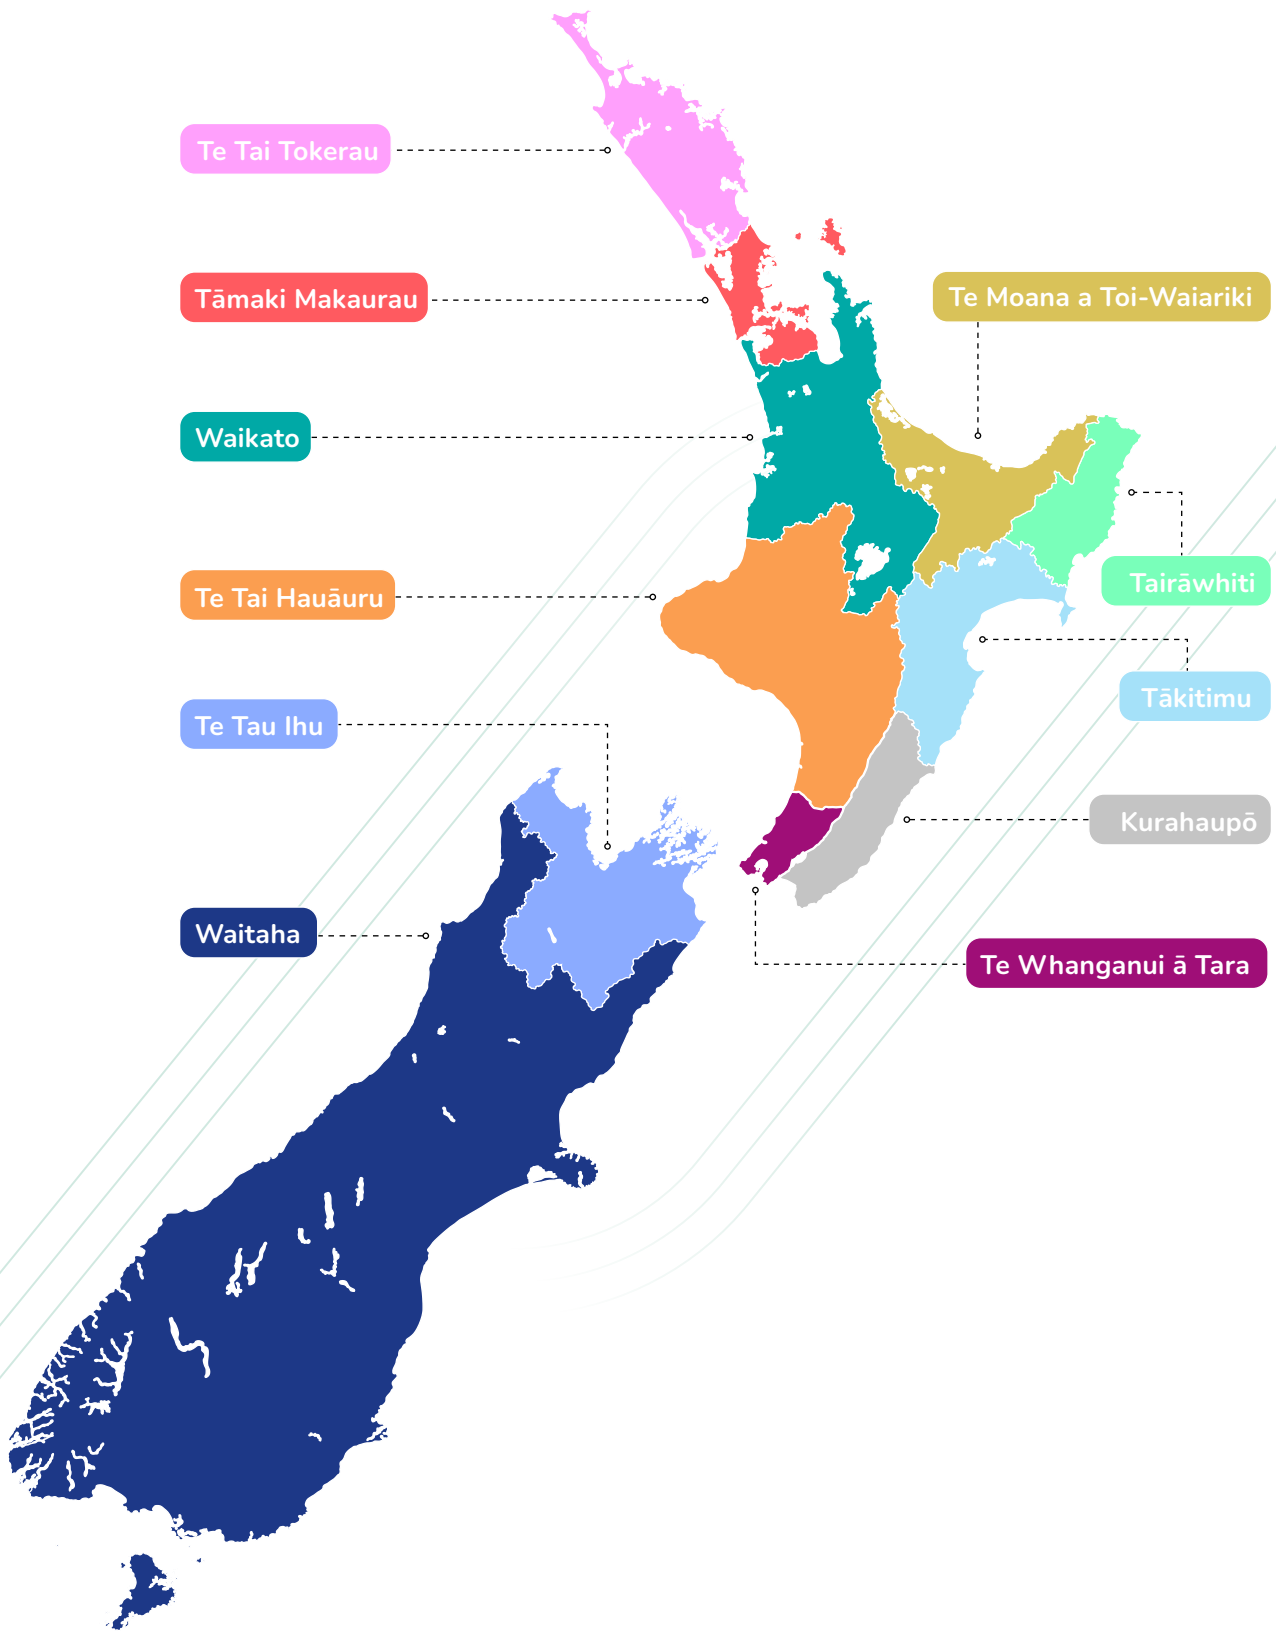 Te Tai Tokerau
Tāmaki Makaurau
Te Moana a Toi-Waiariki
Waikato
Tairāwhiti
Te Tai Hauāuru
Tākitimu
Te Tau Ihu
Kurahaupō
Waitaha
Te Whanganui ā Tara